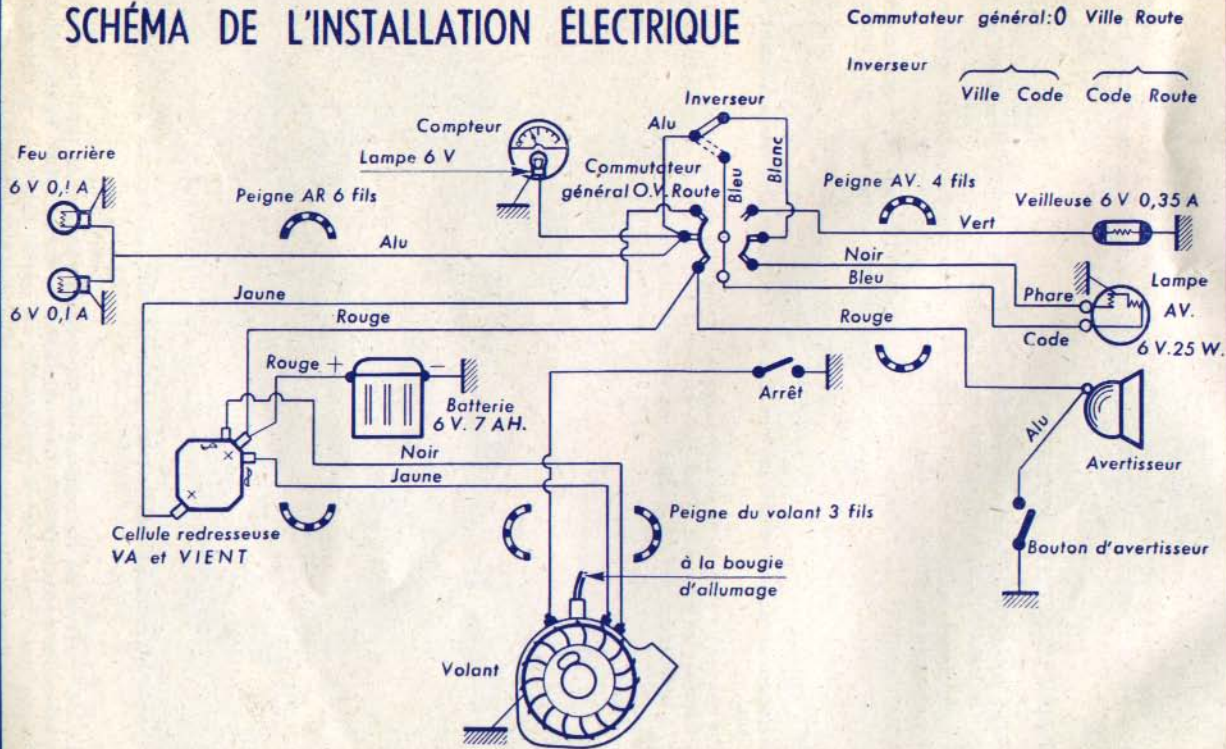 SCHÉMA DE L'INSTALLATION ÉLECTRIQUE
Commutateur général:0 Ville Route
Inverseur
Ville Code Code Route
Inverseur
Compteur
Alu
Lampe 6 V
Commutateur
général O.V. Route
Bleu
Blanc
Feu arrière
6 V 0,1 A
Peigne AR 6 fils
Peigne AV. 4 fils
Veilleuse 6 V 0,35 A
Alu
Vert
Noir
Bleu
6 V 0,1 A
Jaune
Phare
Lampe
AV.
Rouge
Rouge
Code
6 V.25 W.
Rouge + -
Batterie
6 V. 7 AH.
Arrêt
Alu
Avertisseur
Noir
Jaune
Cellule redresseuse
VA et VIENT
Peigne du volant 3 fils
Bouton d'avertisseur
à la bougie
d'allumage
Volant